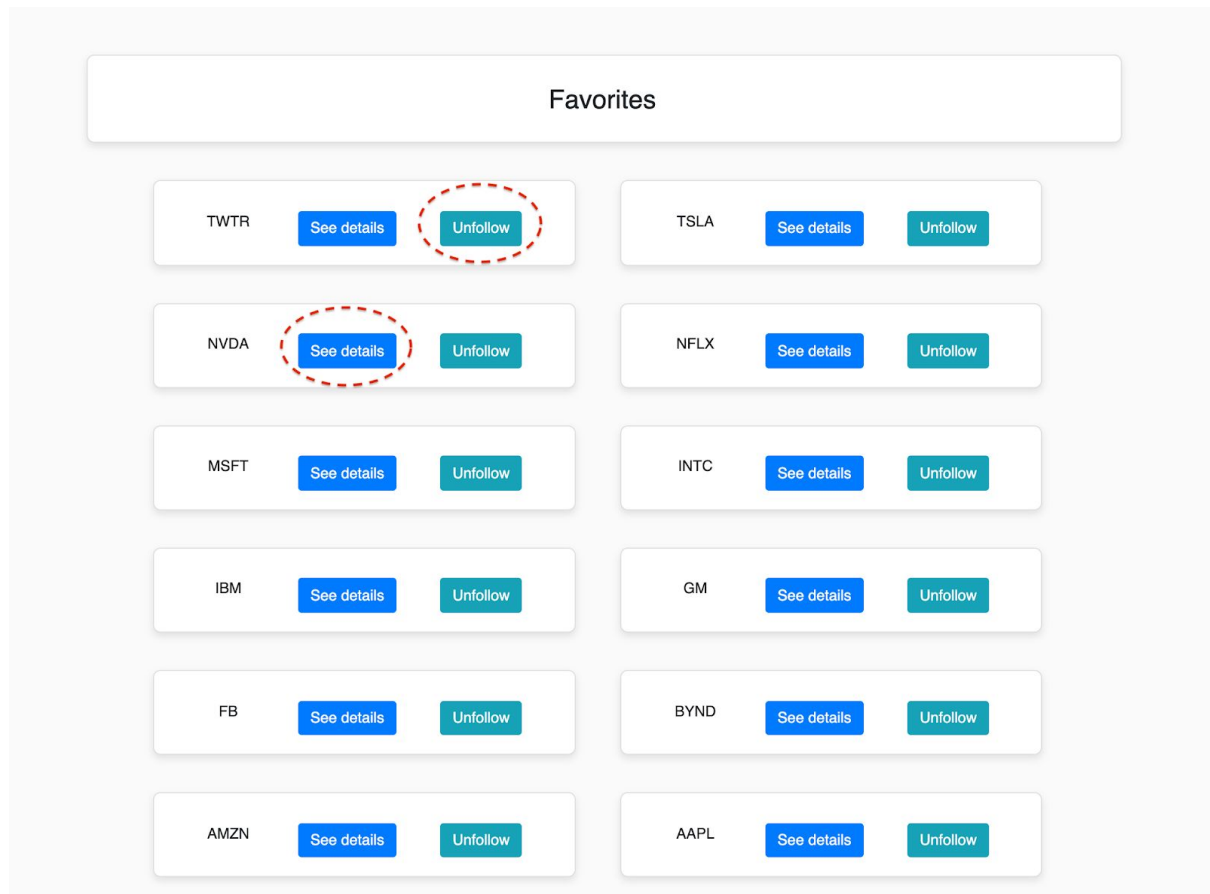 Favorites
TWTR See details Unfollow TSLA See details Unfollow
NVDA See details Unfollow NFLX See details Unfollow
MSFT See details Unfollow INTC See details Unfollow
IBM See details Unfollow GM See details Unfollow
FB See details Unfollow BYND See details Unfollow
AMZN See details Unfollow AAPL See details Unfollow